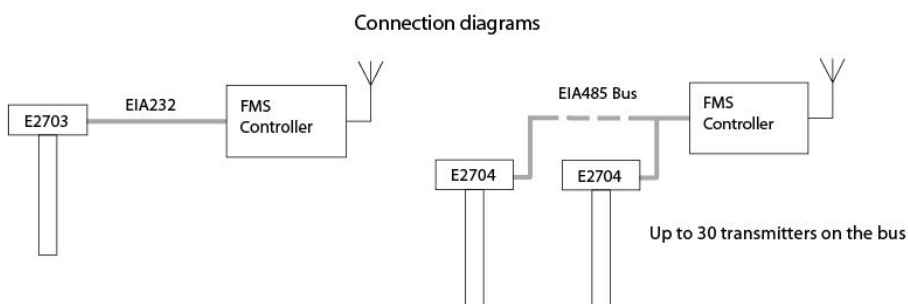 Connection diagrams
E2703
EIA232
FMS
Controller
EIA485 Bus
FMS
Controller
E2704
E2704
Up to 30 transmitters on the bus